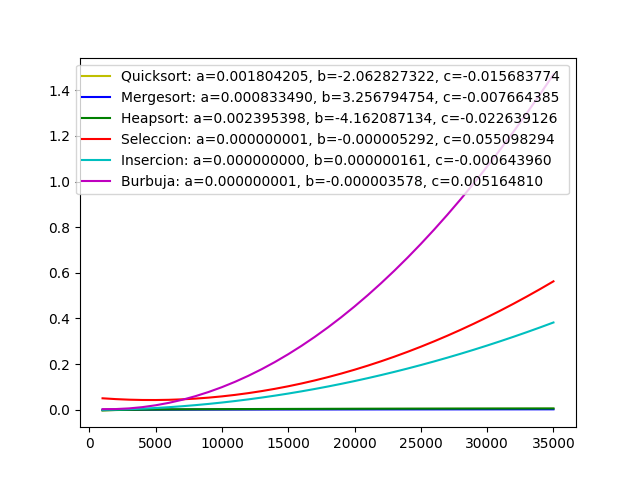 Quicksort: a=0.001804205, b=-2.062827322, c=-0.015683774
Mergesort: a=0.000833490, b=3.256794754, c=-0.007664385
Heapsort: a=0.002395398, b=-4.162087134, c=-0.022639126
Seleccion: a=0.000000001, b=-0.000005292, c=0.055098294
Insercion: a=0.000000000, b=0.000000161, c=-0.000643960
Burbuja: a=0.000000001, b=-0.000003578, c=0.005164810
1.4
1.2
1.0
0.8
0.6
0.4
0.2
0.0
0 5000 10000 15000 20000 25000 30000 35000